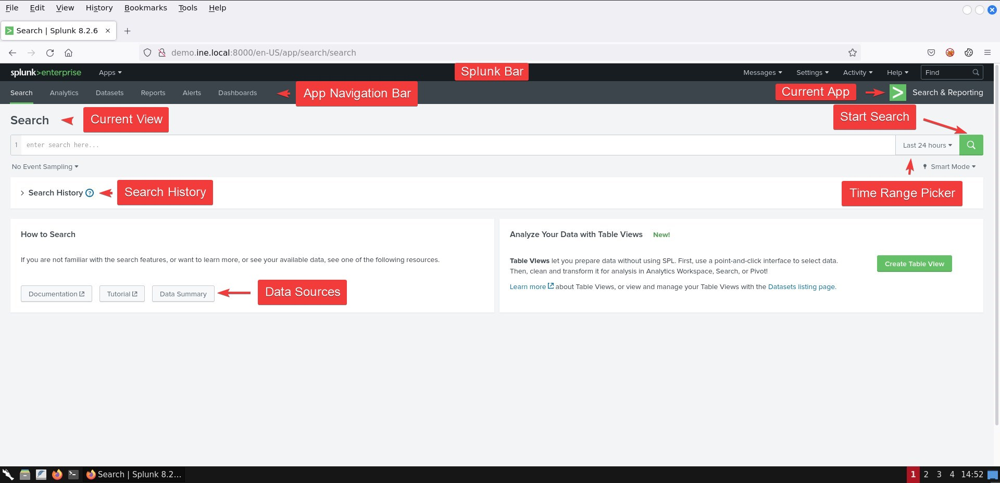 File Edit View History Bookmarks Tools Help
Search | Splunk 8.2.6
demo.ine.local:8000/en-US/app/search/search
splunk>enterprise Apps Splunk Bar Messages Settings Activity Help Find
Search Analytics Datasets Reports Alerts Dashboards App Navigation Bar Current App Search & Reporting
Search Current View Start Search
1 enter search here... Last 24 hours
No Event Sampling Smart Mode
Search History ? Search History Time Range Picker
How to Search
If you are not familiar with the search features, or want to learn more, or see your available data, see one of the following resources.
Documentation Tutorial Data Summary Data Sources
Analyze Your Data with Table Views New!
Table Views let you prepare data without using SPL. First, use a point-and-click interface to select data.
Then, clean and transform it for analysis in Analytics Workspace, Search, or Pivot!
Create Table View
Learn more about Table Views, or view and manage your Table Views with the Datasets listing page.
Search | Splunk 8.2... 1 2 3 4 14:52